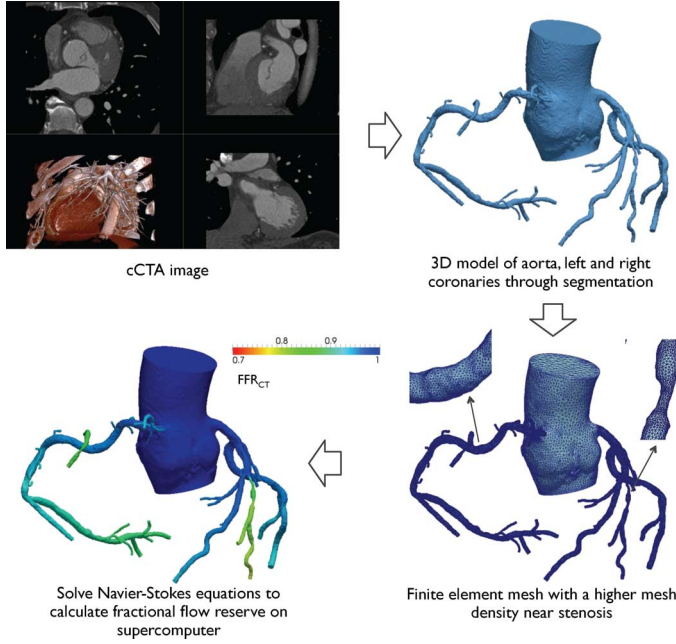 cCTA image
3D model of aorta, left and right
coronaries through segmentation
0.8
0.9
0.7
1
FFRCT
Solve Navier-Stokes equations to
calculate fractional flow reserve on
supercomputer
Finite element mesh with a higher mesh
density near stenosis